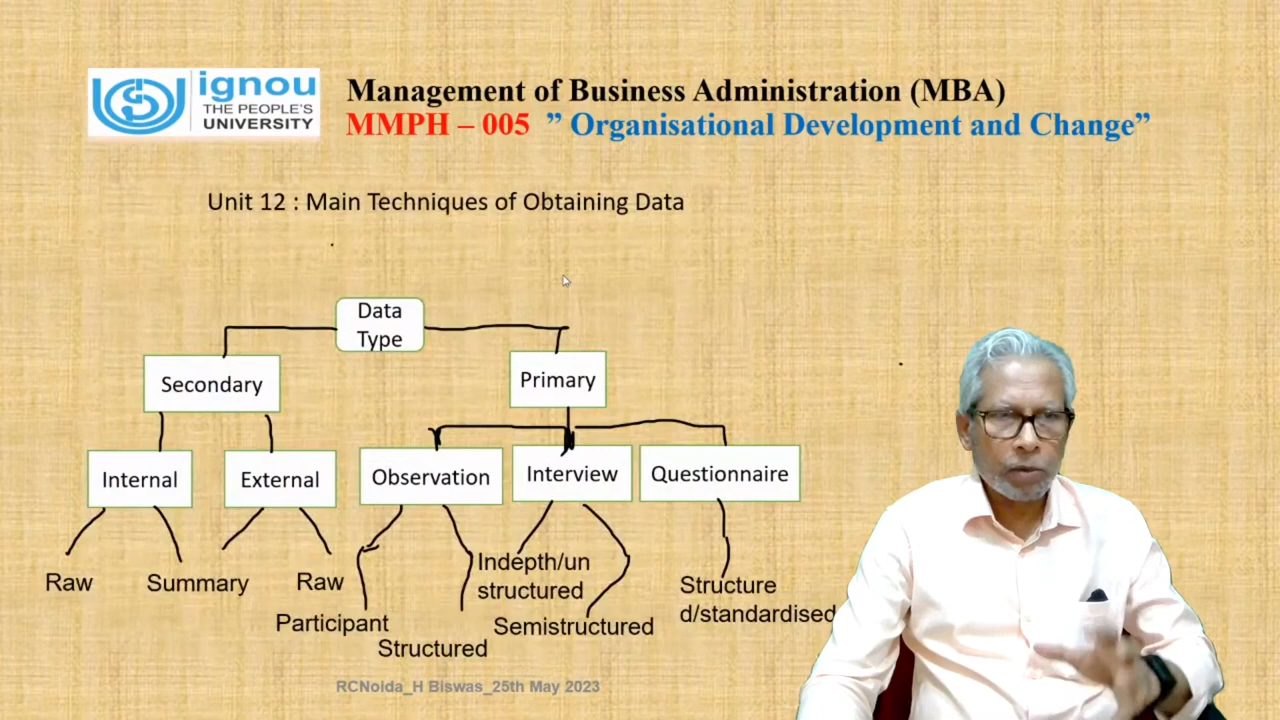 ignou
THE PEOPLE'S
UNIVERSITY
Management of Business Administration (MBA)
MMPH – 005 ” Organisational Development and Change”
Unit 12 : Main Techniques of Obtaining Data
Data
Type
Secondary
Primary
Internal
External
Observation
Interview
Questionnaire
Raw
Summary
Raw
Participant
Structured
Indepth/un
structured
Semistructured
Structure
d/standardised
RCNoida_H Biswas_25th May 2023